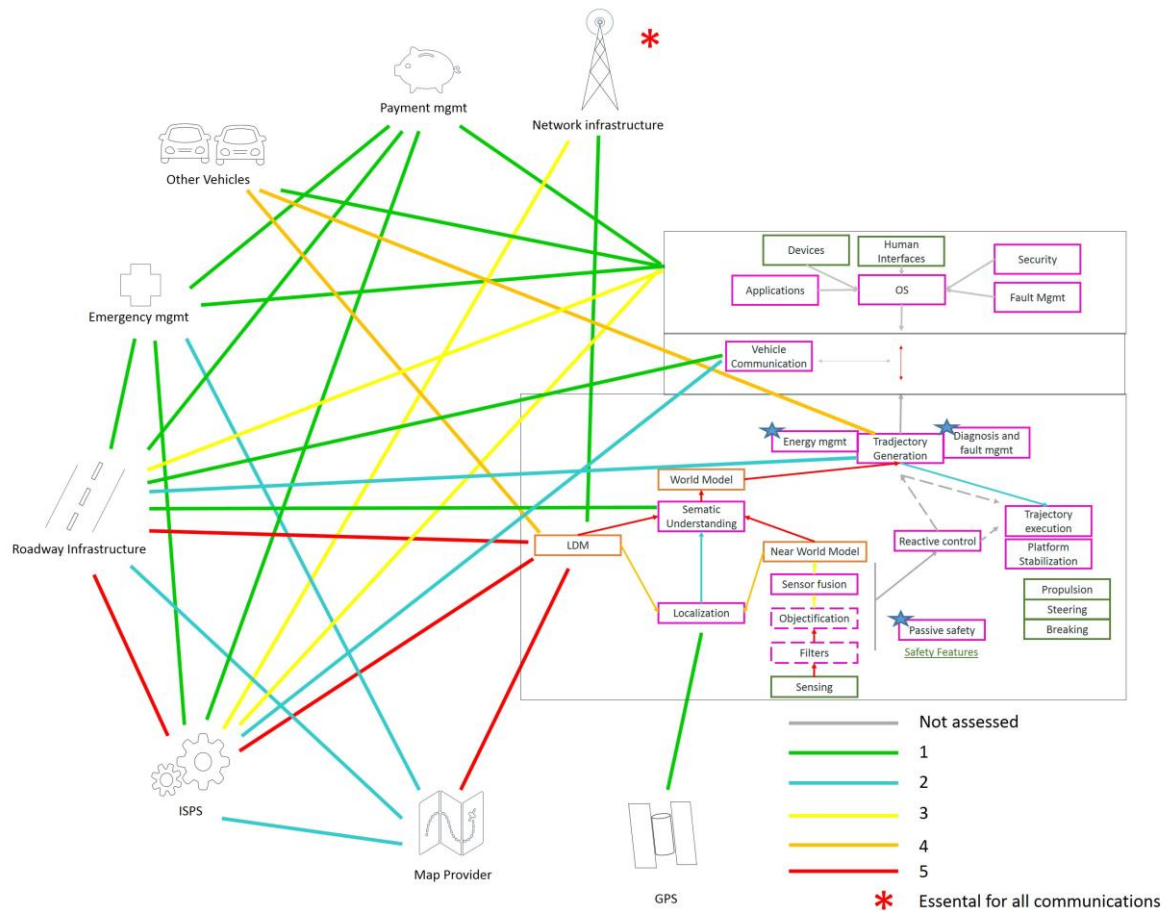 Payment mgmt
Network infrastructure
Other Vehicles
Emergency mgmt
Roadway Infrastructure
ISPS
Map Provider
GPS
Devices
Human
Interfaces
Security
Applications
OS
Fault Mgmt
Vehicle
Communication
Energy mgmt
Tradjectory
Generation
Diagnosis and
fault mgmt
World Model
Sematic
Understanding
Trajectory
execution
LDM
Near World Model
Reactive control
Platform
Stabilization
Sensor fusion
Localization
Objectification
Propulsion
Steering
Breaking
Passive safety
Safety Features
Filters
Sensing
Not assessed
1
2
3
4
5
* Essental for all communications